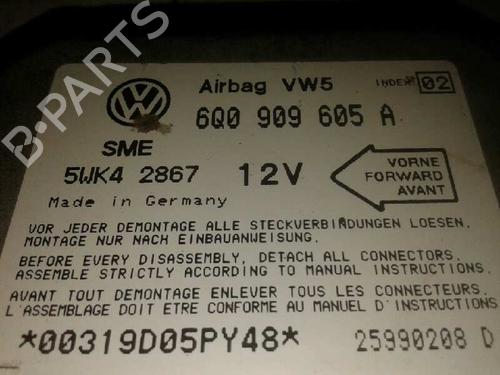 B-PARTS
Airbag VW5
INDEX 02
6Q0 909 605 A
SME
5WK4 2867
12V
VORNE
FORWARD
AVANT
Made in Germany
VOR JEDER DEMONTAGE ALLE STECKVERBINDUNGEN LOESEN.
MONTAGE NUR NACH EINBAUANWEISUNG.
BEFORE EVERY DISASSEMBLY, DETACH ALL CONNECTORS.
ASSEMBLE STRICTLY ACCORDING TO MANUAL INSTRUCTIONS.
AVANT TOUT DEMONTAGE ENLEVER TOUS LES CONNECTEURS.
L'ASSEMBLAGE DOIT ETRE CONFORME AU MANUEL D'INSTRUCTIONS
*00319D05PY48*
25990208 D